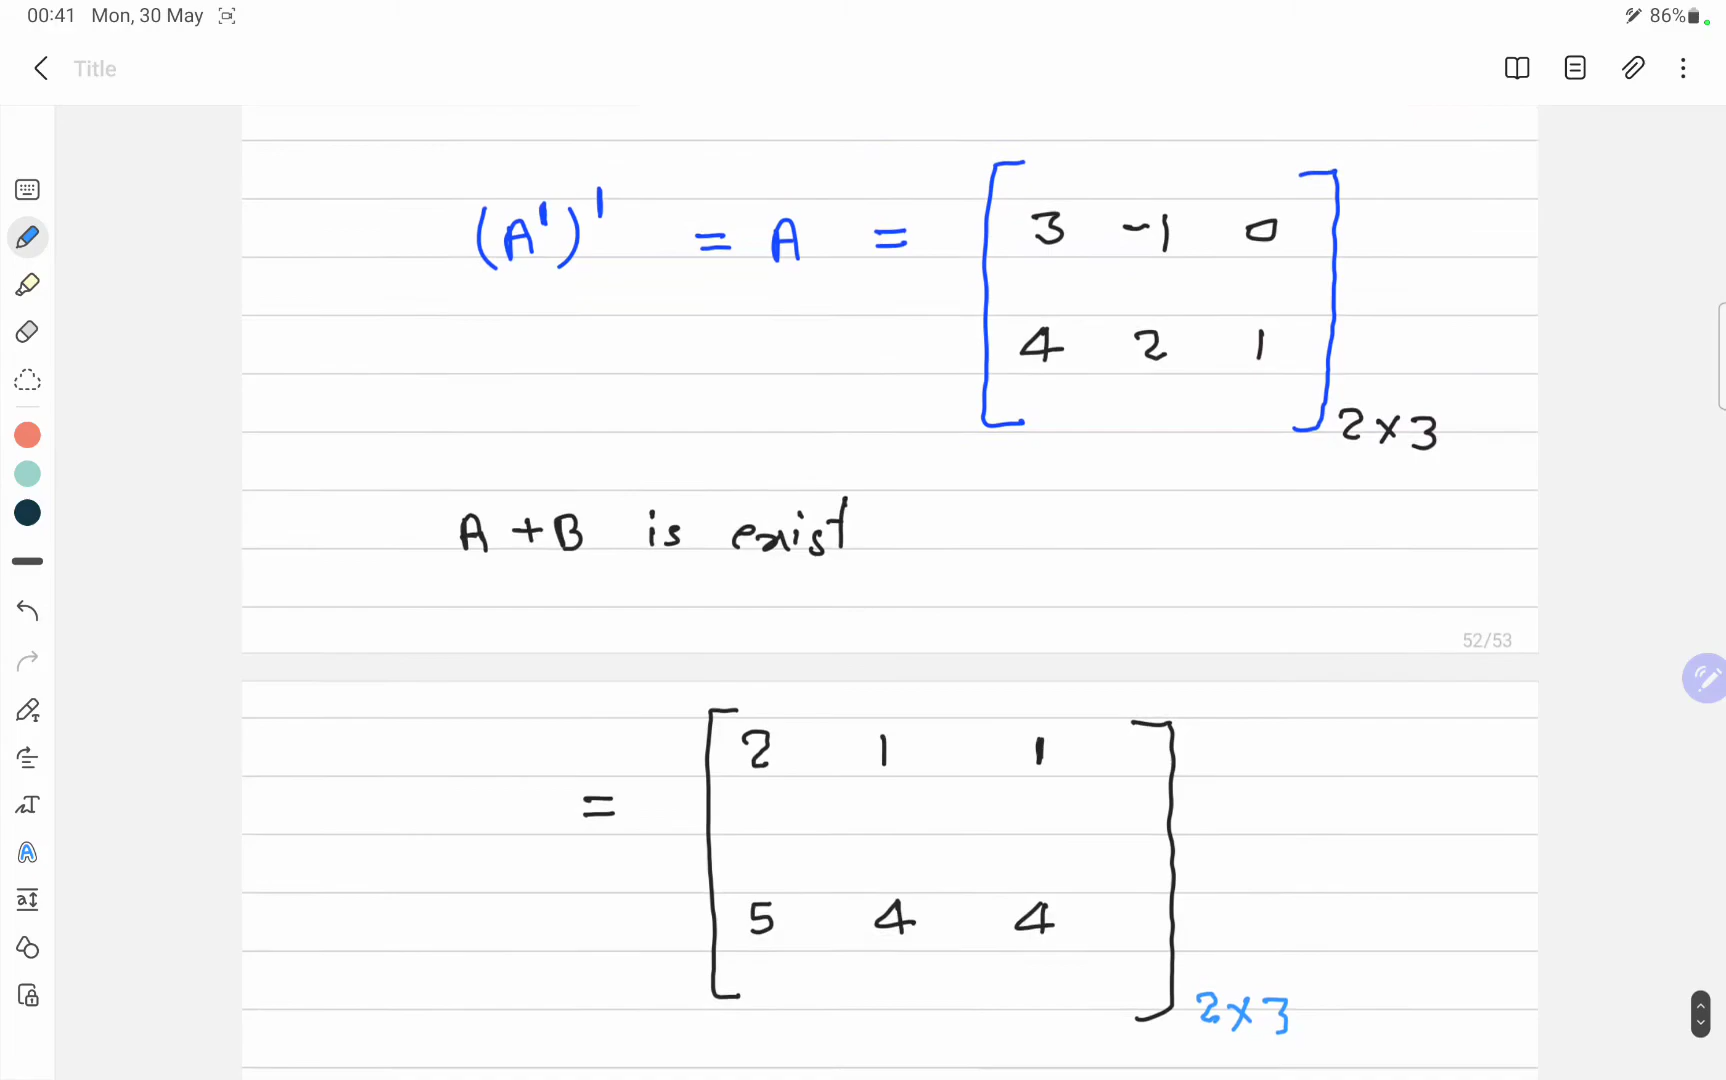 00:41 Mon, 30 May 86%
Title
(A')' = A = [ 3 -1 0
4 2 1 ] 2×3
A + B is exist
52/53
= [ 2 1 1
5 4 4 ] 2×3